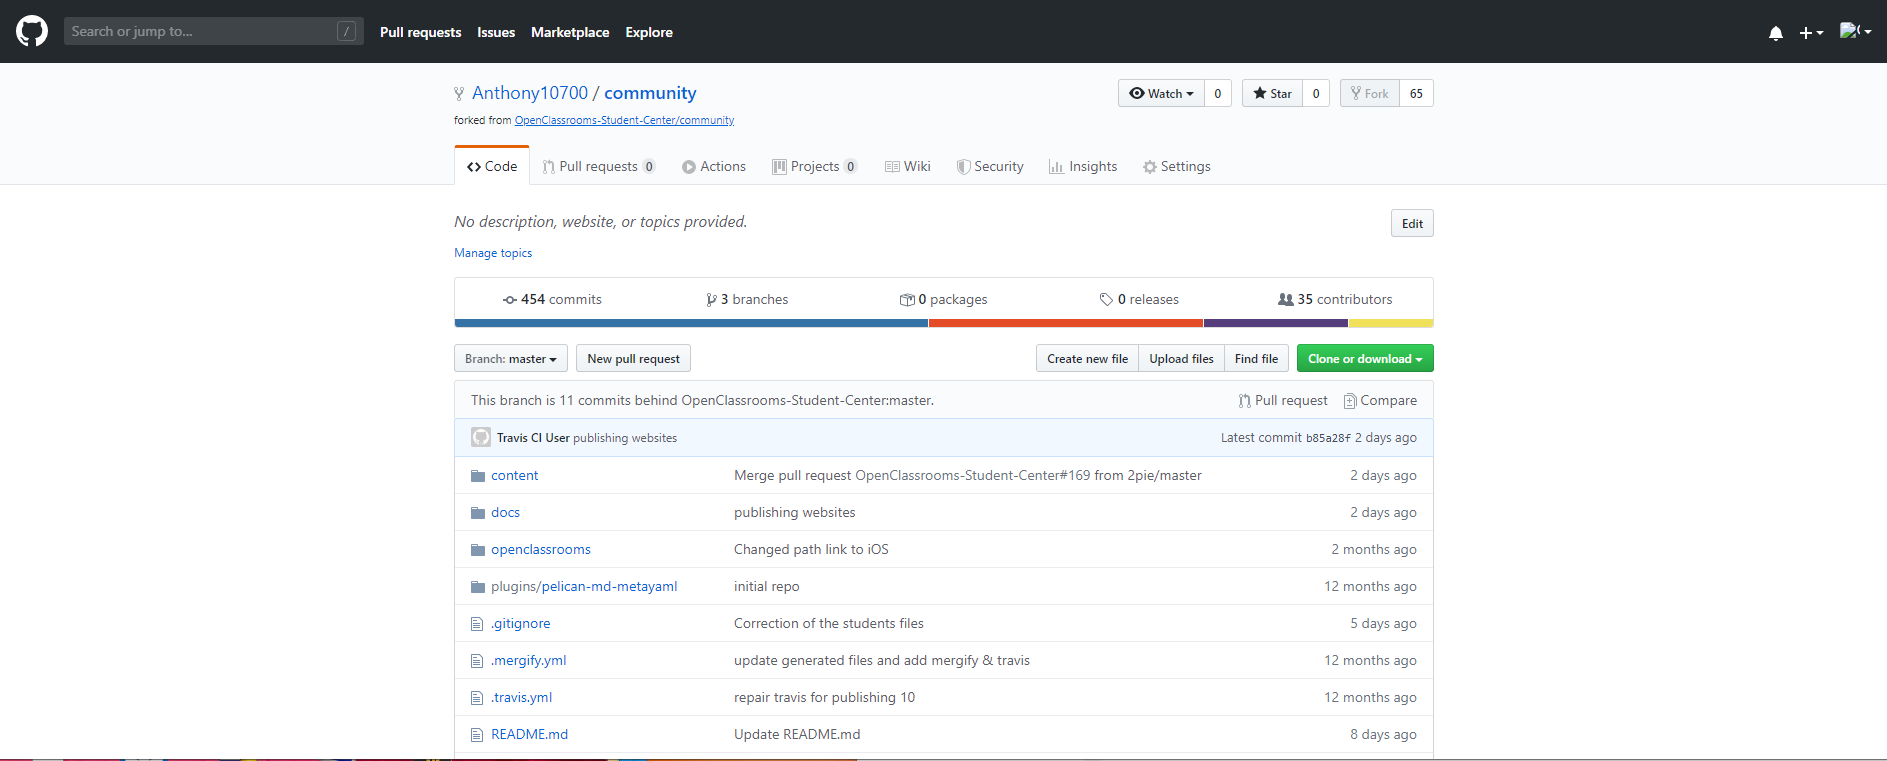 Search or jump to... /
Pull requests Issues Marketplace Explore
Anthony10700 / community
Watch 0 Star 0 Fork 65
forked from OpenClassrooms-Student-Center/community
Code Pull requests 0 Actions Projects 0 Wiki Security Insights Settings
No description, website, or topics provided.
Edit
Manage topics
454 commits 3 branches 0 packages 0 releases 35 contributors
Branch: master New pull request Create new file Upload files Find file Clone or download
This branch is 11 commits behind OpenClassrooms-Student-Center:master. Pull request Compare
Travis CI User publishing websites Latest commit b85a28f 2 days ago
content Merge pull request OpenClassrooms-Student-Center#169 from 2pie/master 2 days ago
docs publishing websites 2 days ago
openclassrooms Changed path link to iOS 2 months ago
plugins/pelican-md-metayaml initial repo 12 months ago
.gitignore Correction of the students files 5 days ago
.mergify.yml update generated files and add mergify & travis 12 months ago
.travis.yml repair travis for publishing 10 12 months ago
README.md Update README.md 8 days ago